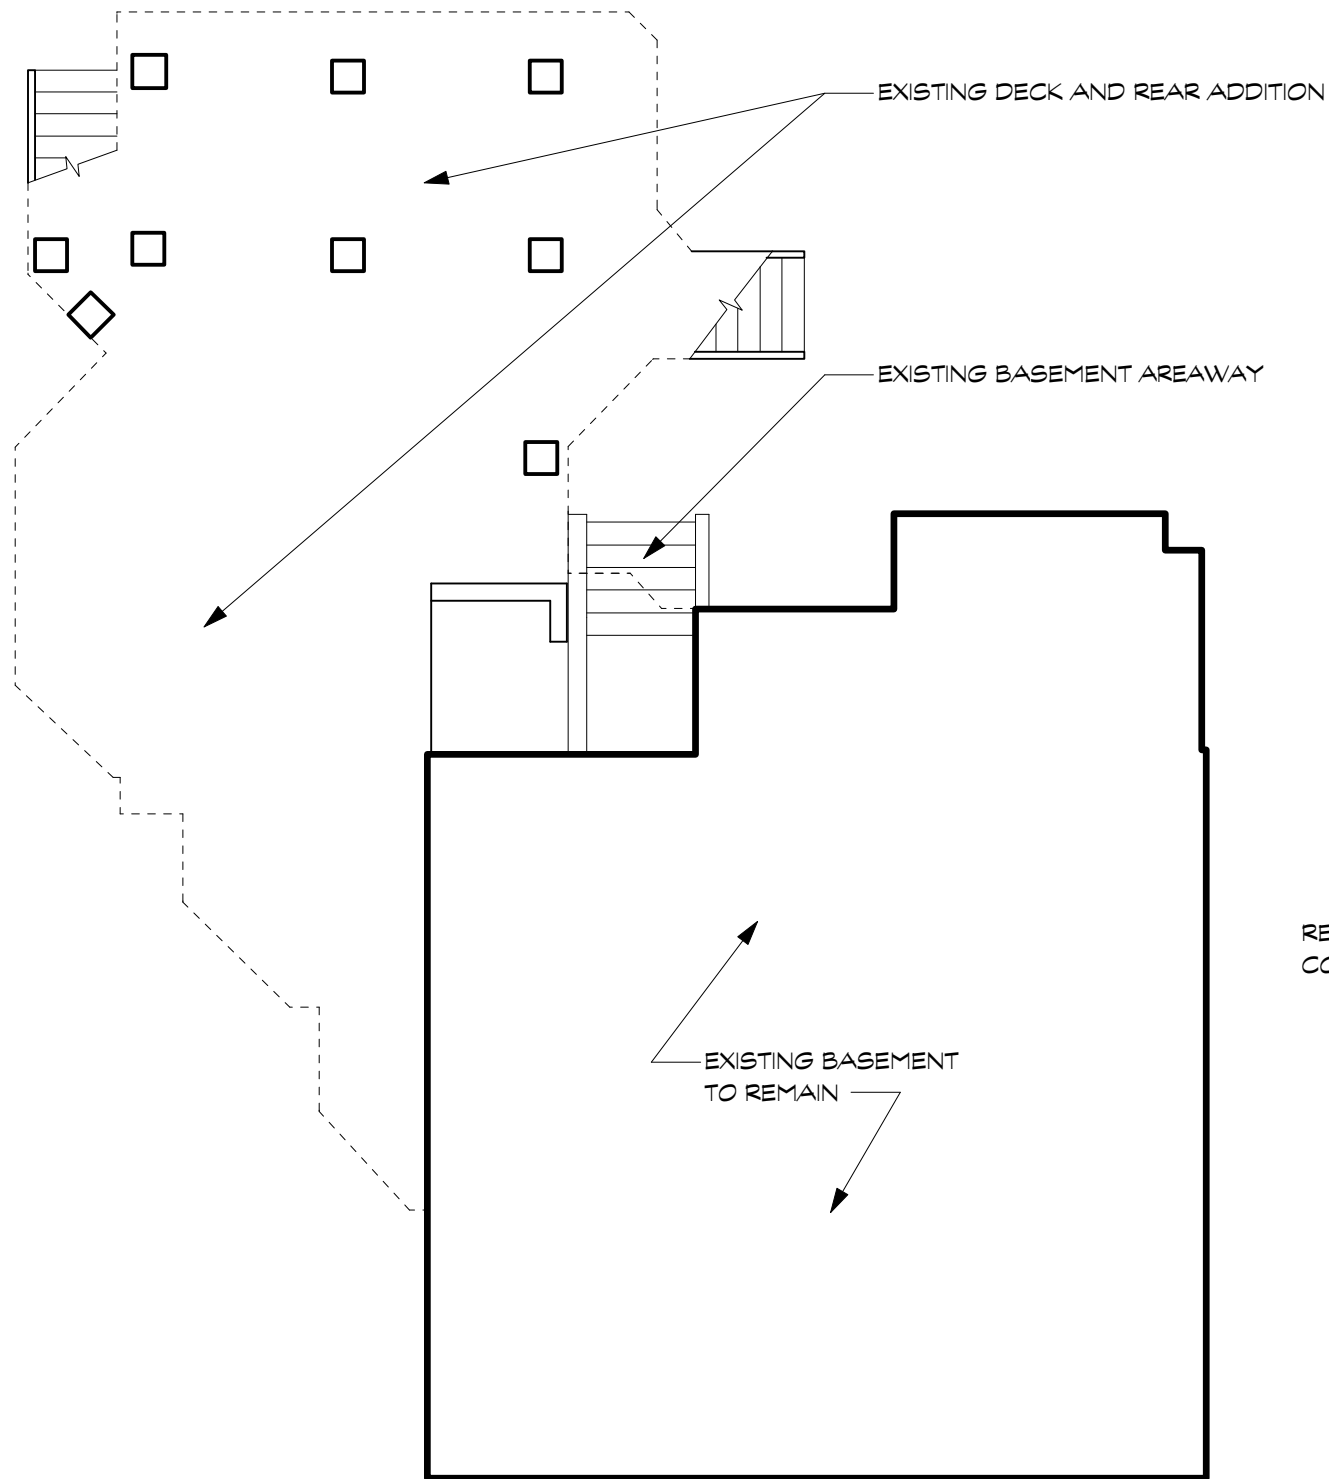 EXISTING DECK AND REAR ADDITION
EXISTING BASEMENT AREAWAY
EXISTING BASEMENT
TO REMAIN